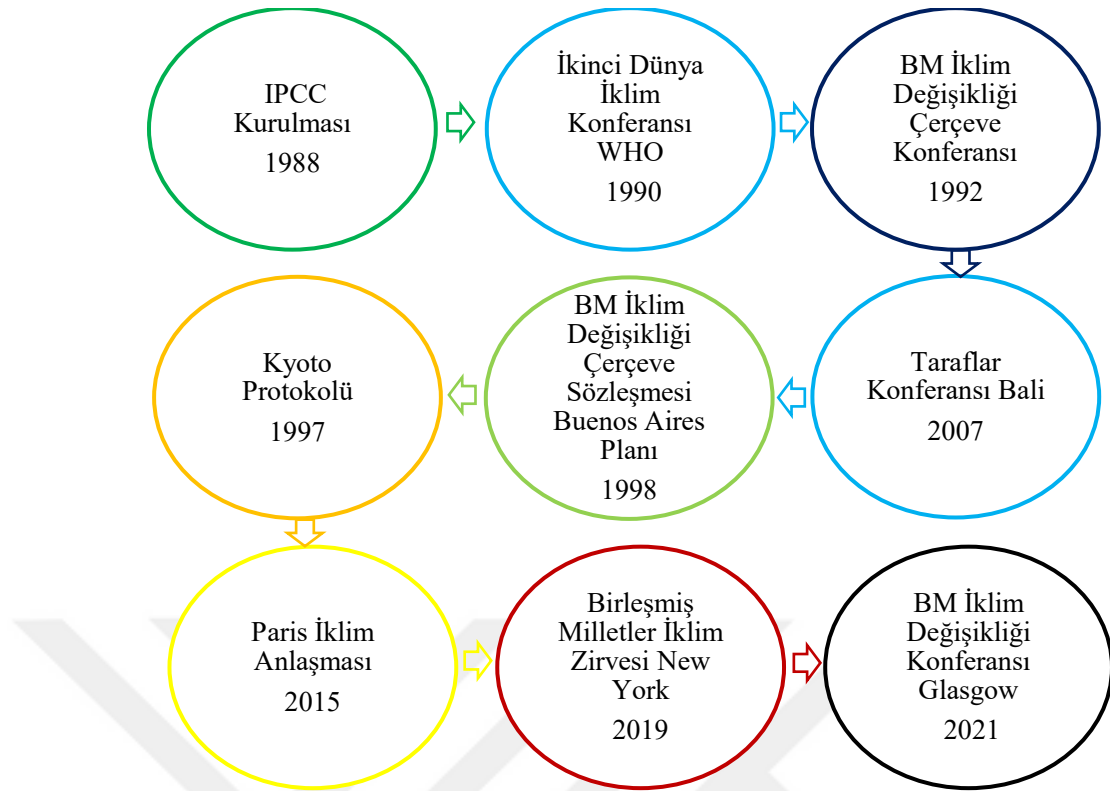 IPCC
Kurulması
1988
İkinci Dünya
İklim
Konferansı
WHO
1990
BM İklim
Değişikliği
Çerçeve
Konferansı
1992
Taraflar
Konferansı Bali
2007
BM İklim
Değişikliği
Çerçeve
Sözleşmesi
Buenos Aires
Planı
1998
Kyoto
Protokolü
1997
Paris İklim
Anlaşması
2015
Birleşmiş
Milletler İklim
Zirvesi New
York
2019
BM İklim
Değişikliği
Konferansı
Glasgow
2021